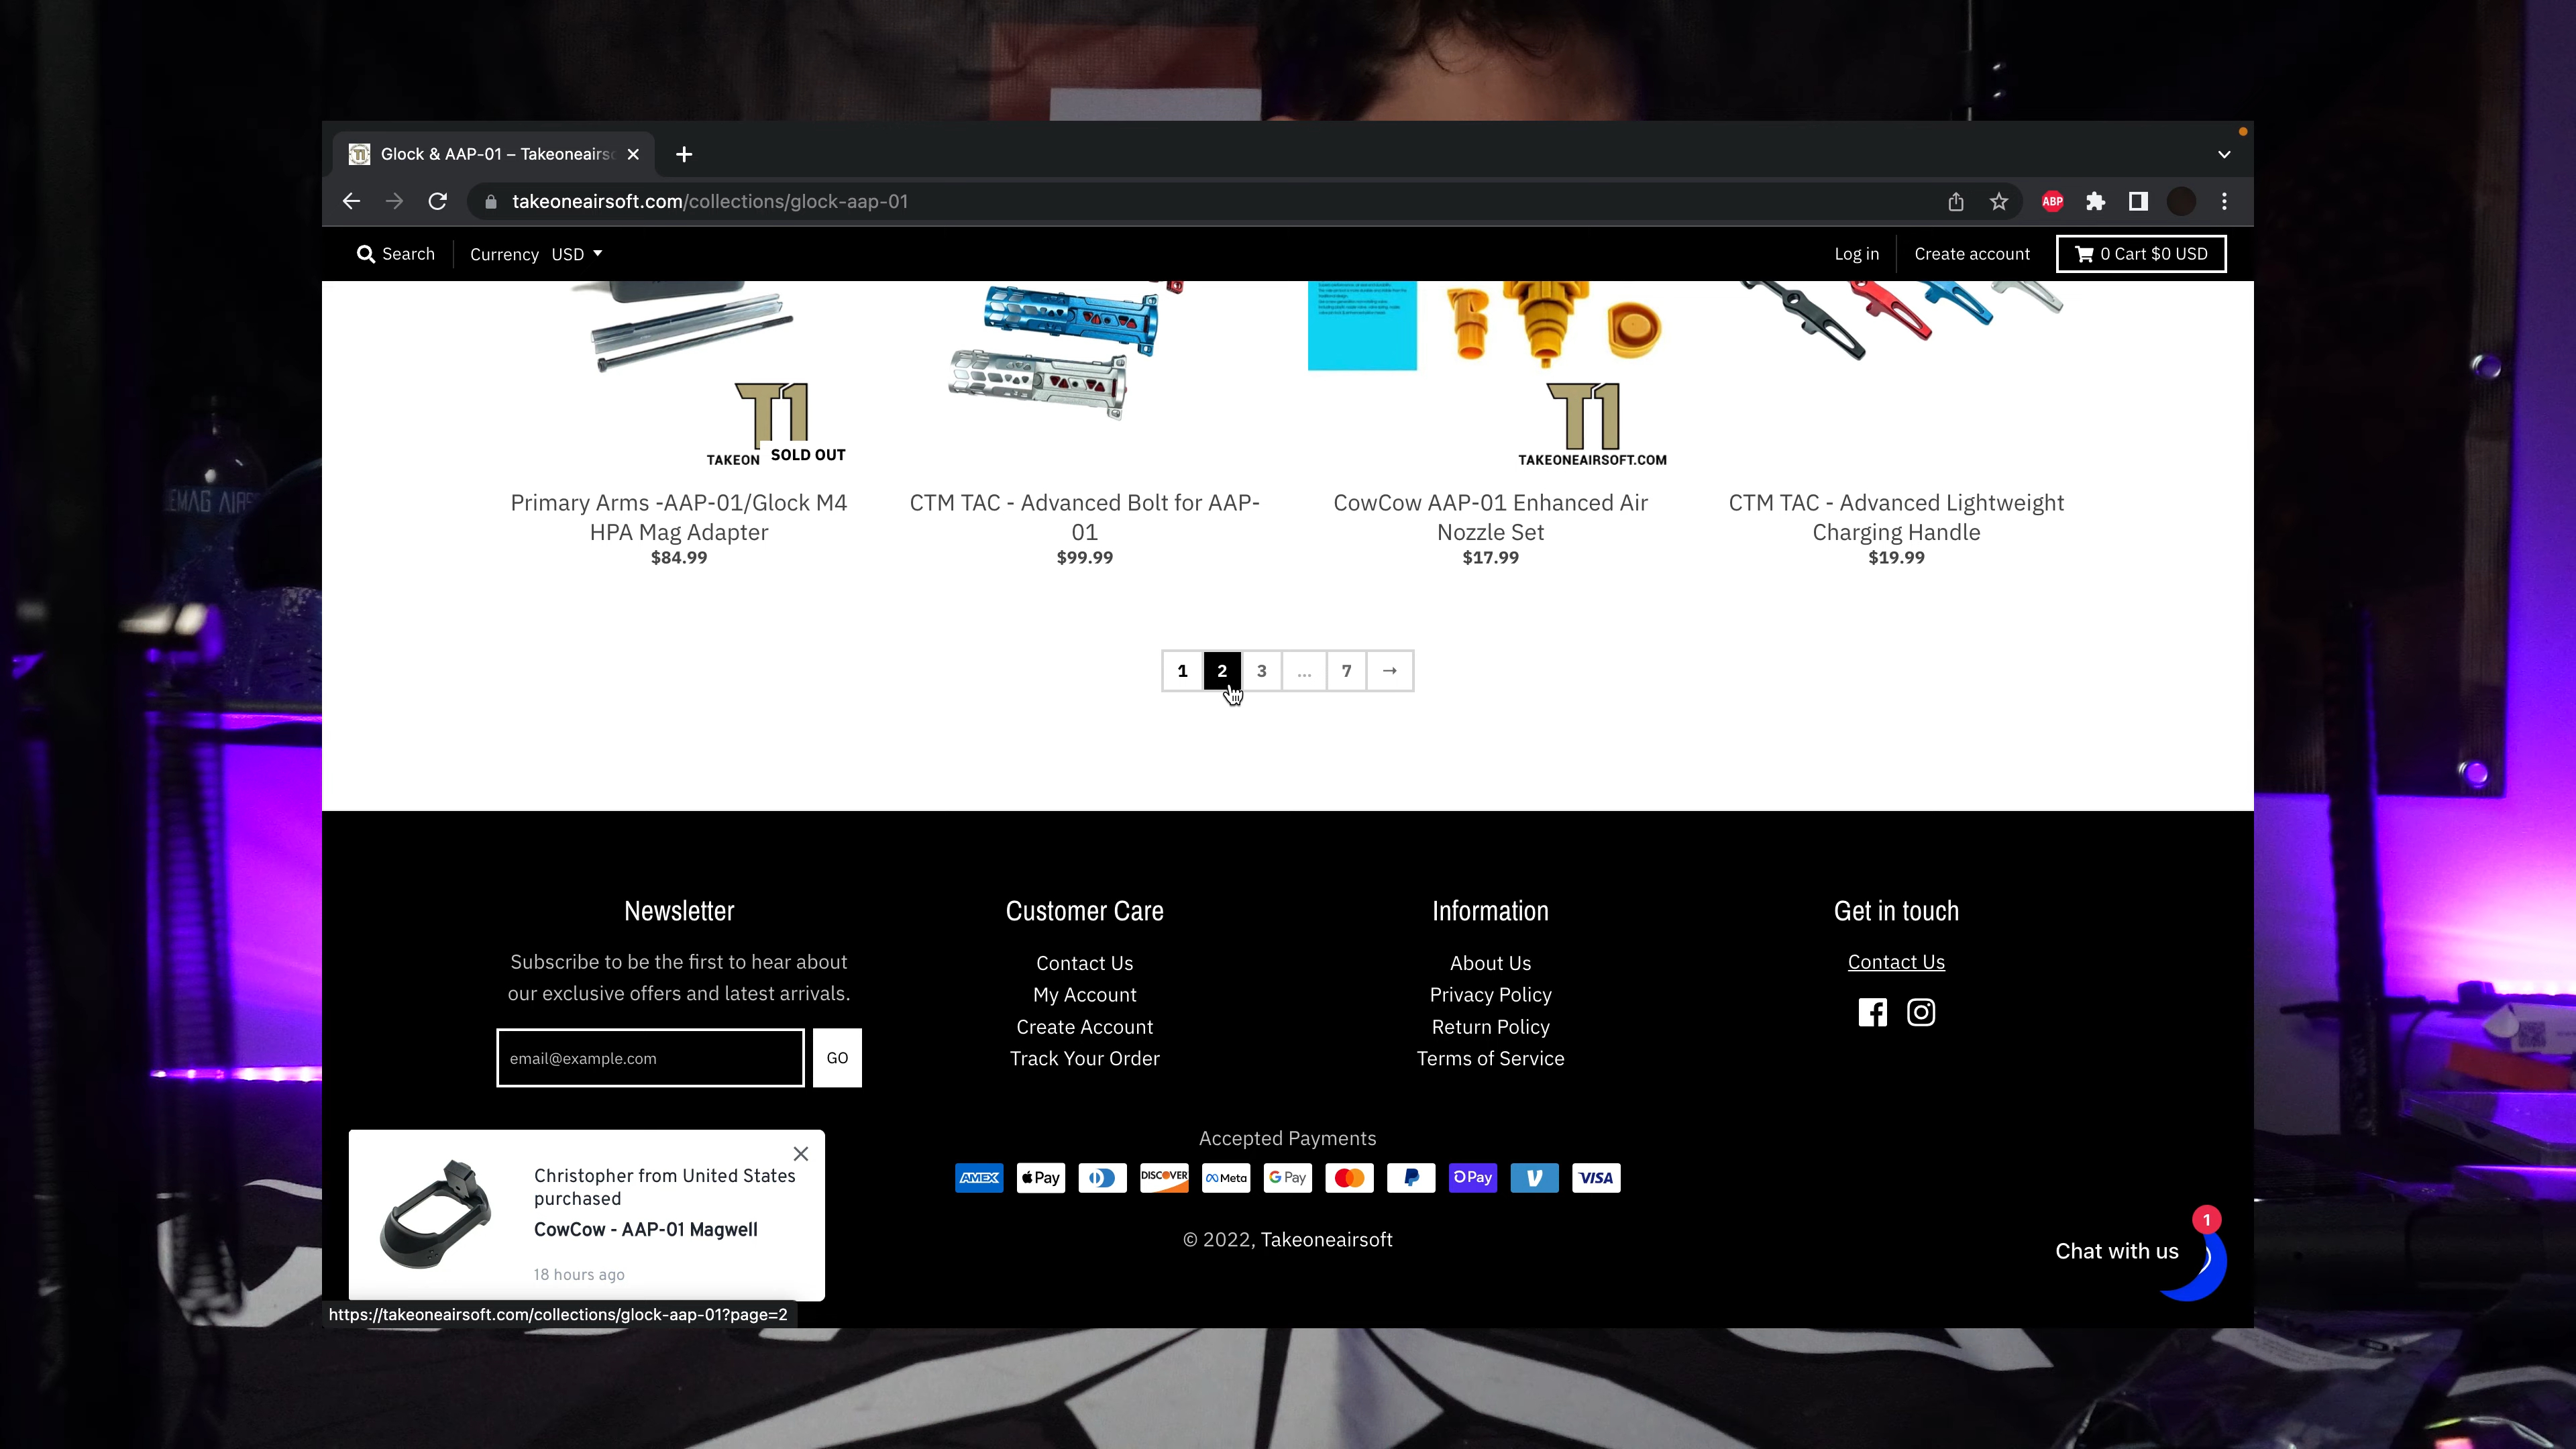 Glock & AAP-01 – Takeoneairso
takeoneairsoft.com/collections/glock-aap-01
ABP
Search
Currency USD
Log in
Create account
0 Cart $0 USD
T1
TAKEON
SOLD OUT
T1
TAKEONEAIRSOFT.COM
Primary Arms -AAP-01/Glock M4
HPA Mag Adapter
$84.99
CTM TAC - Advanced Bolt for AAP-
01
$99.99
CowCow AAP-01 Enhanced Air
Nozzle Set
$17.99
CTM TAC - Advanced Lightweight
Charging Handle
$19.99
1 2 3 ... 7 →
Newsletter
Subscribe to be the first to hear about
our exclusive offers and latest arrivals.
email@example.com
GO
Customer Care
Contact Us
My Account
Create Account
Track Your Order
Information
About Us
Privacy Policy
Return Policy
Terms of Service
Get in touch
Contact Us
Accepted Payments
AMEX Pay DISCOVER Meta G Pay Pay VISA
© 2022, Takeoneairsoft
Christopher from United States
purchased
CowCow - AAP-01 Magwell
18 hours ago
1
Chat with us
https://takeoneairsoft.com/collections/glock-aap-01?page=2